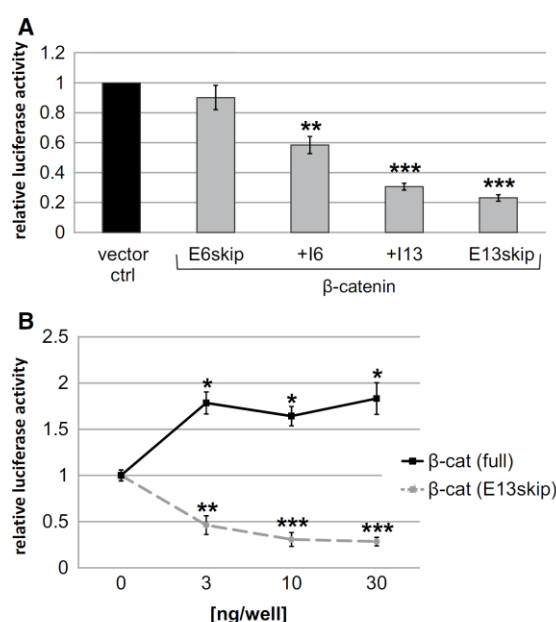 A
relative luciferase activity
1.2
1
0.8
0.6
0.4
0.2
0
**
***
***
vector
ctrl
E6skip
+I6
+I13
E13skip
β-catenin
B
relative luciferase activity
2.5
2
1.5
1
0.5
0
*
*
*
**
***
***
β-cat (full)
β-cat (E13skip)
0
3
10
30
[ng/well]